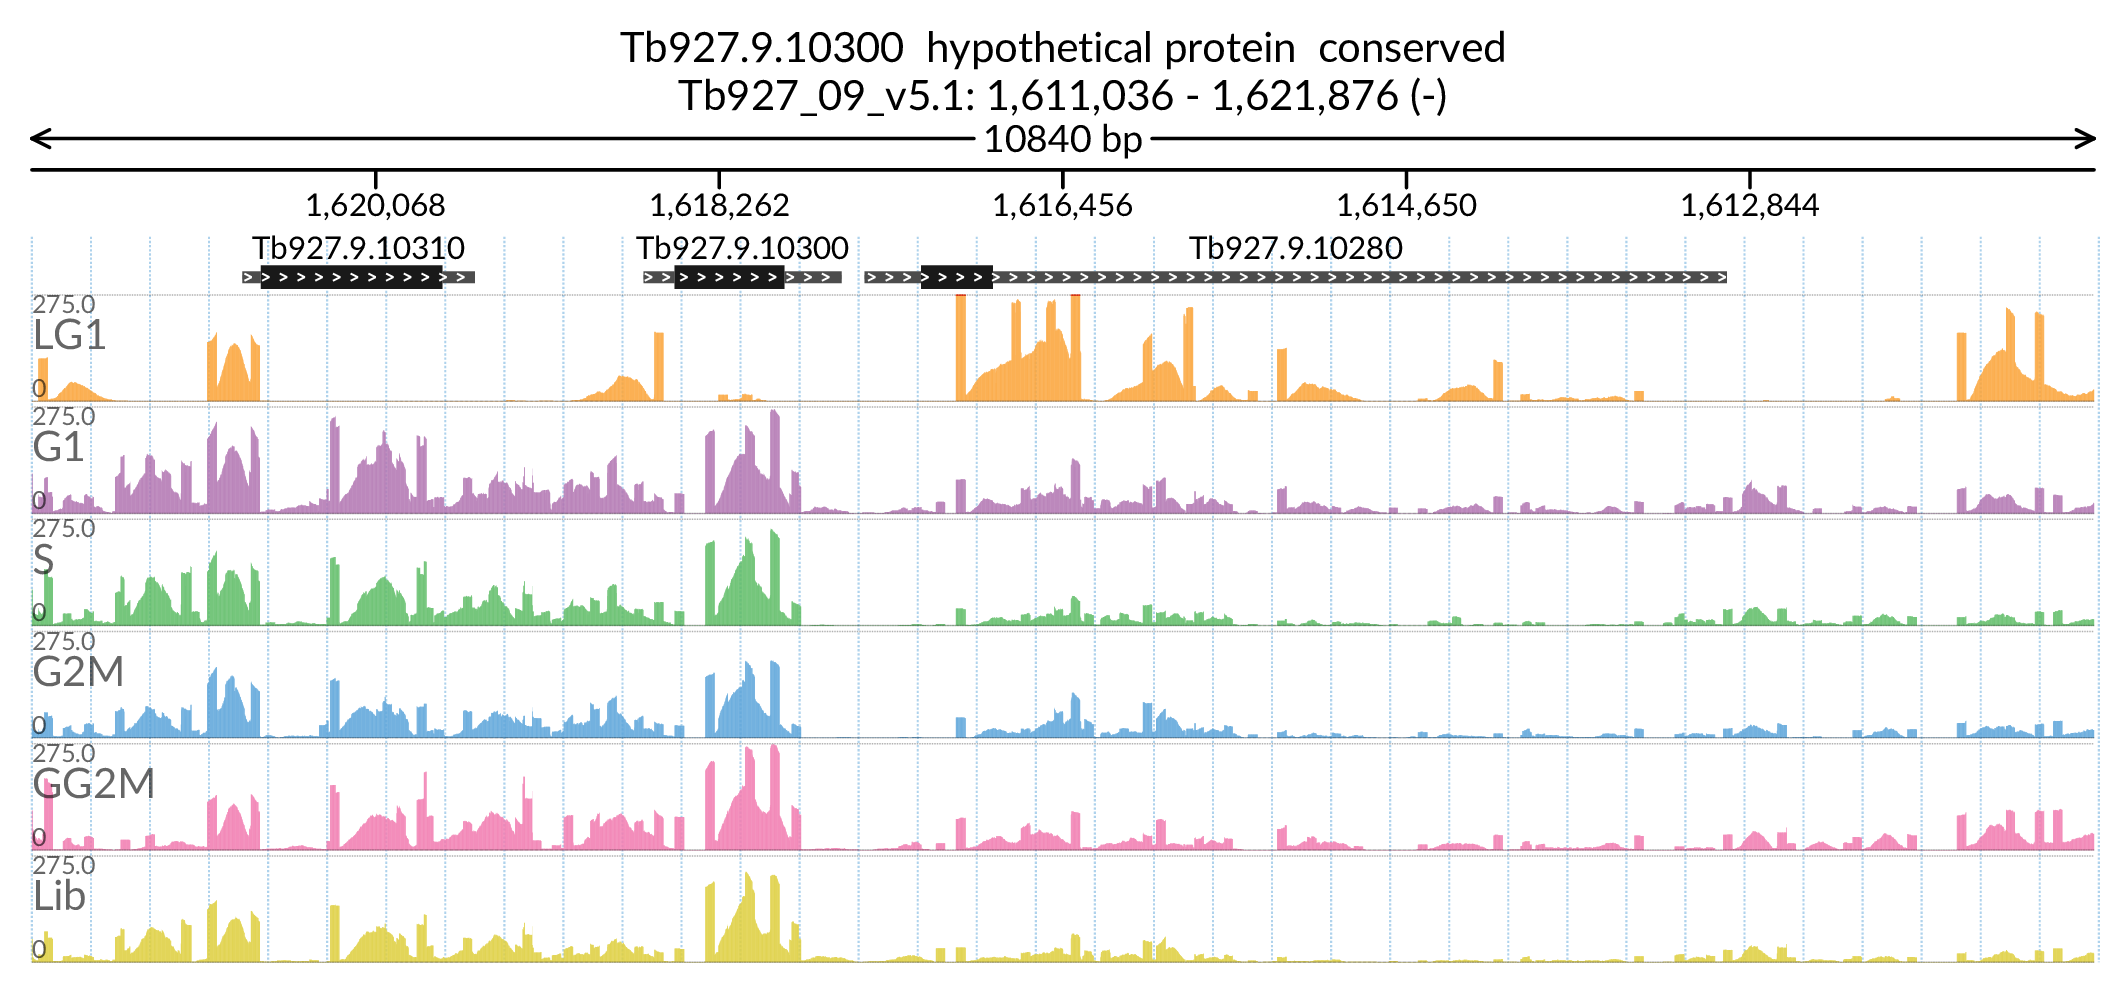 Tb927.9.10300 hypothetical protein conserved
Tb927_09_v5.1: 1,611,036 - 1,621,876 (-)
10840 bp
1,620,068 1,618,262 1,616,456 1,614,650 1,612,844
Tb927.9.10310 Tb927.9.10300 Tb927.9.10280
275.0
LG1
0
275.0
G1
0
275.0
S
0
275.0
G2M
0
275.0
GG2M
0
275.0
Lib
0